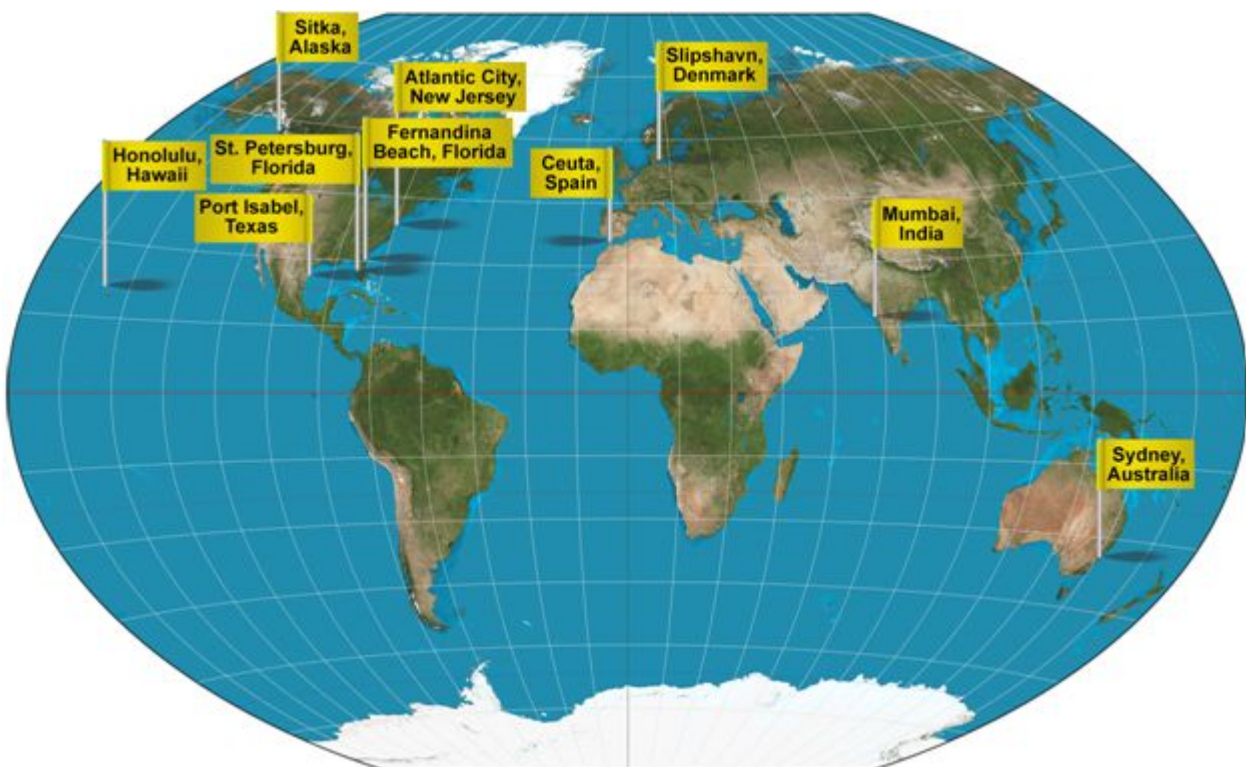 Sitka,
Alaska
Slipshavn,
Denmark
Atlantic City,
New Jersey
Fernandina
Beach, Florida
St. Petersburg,
Florida
Honolulu,
Hawaii
Ceuta,
Spain
Port Isabel,
Texas
Mumbai,
India
Sydney,
Australia